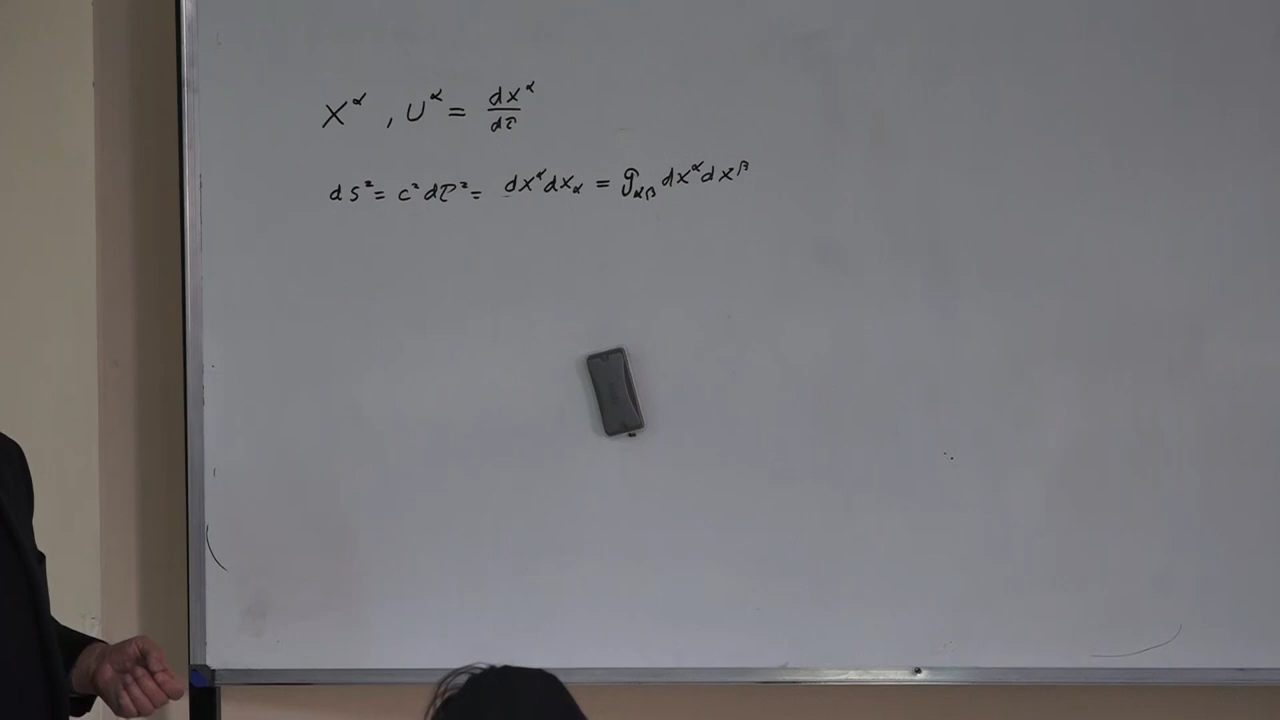 X^α , U^α = dx^α/dτ
ds² = c²dτ² = dx^α dx_α = g_αβ dx^α dx^β